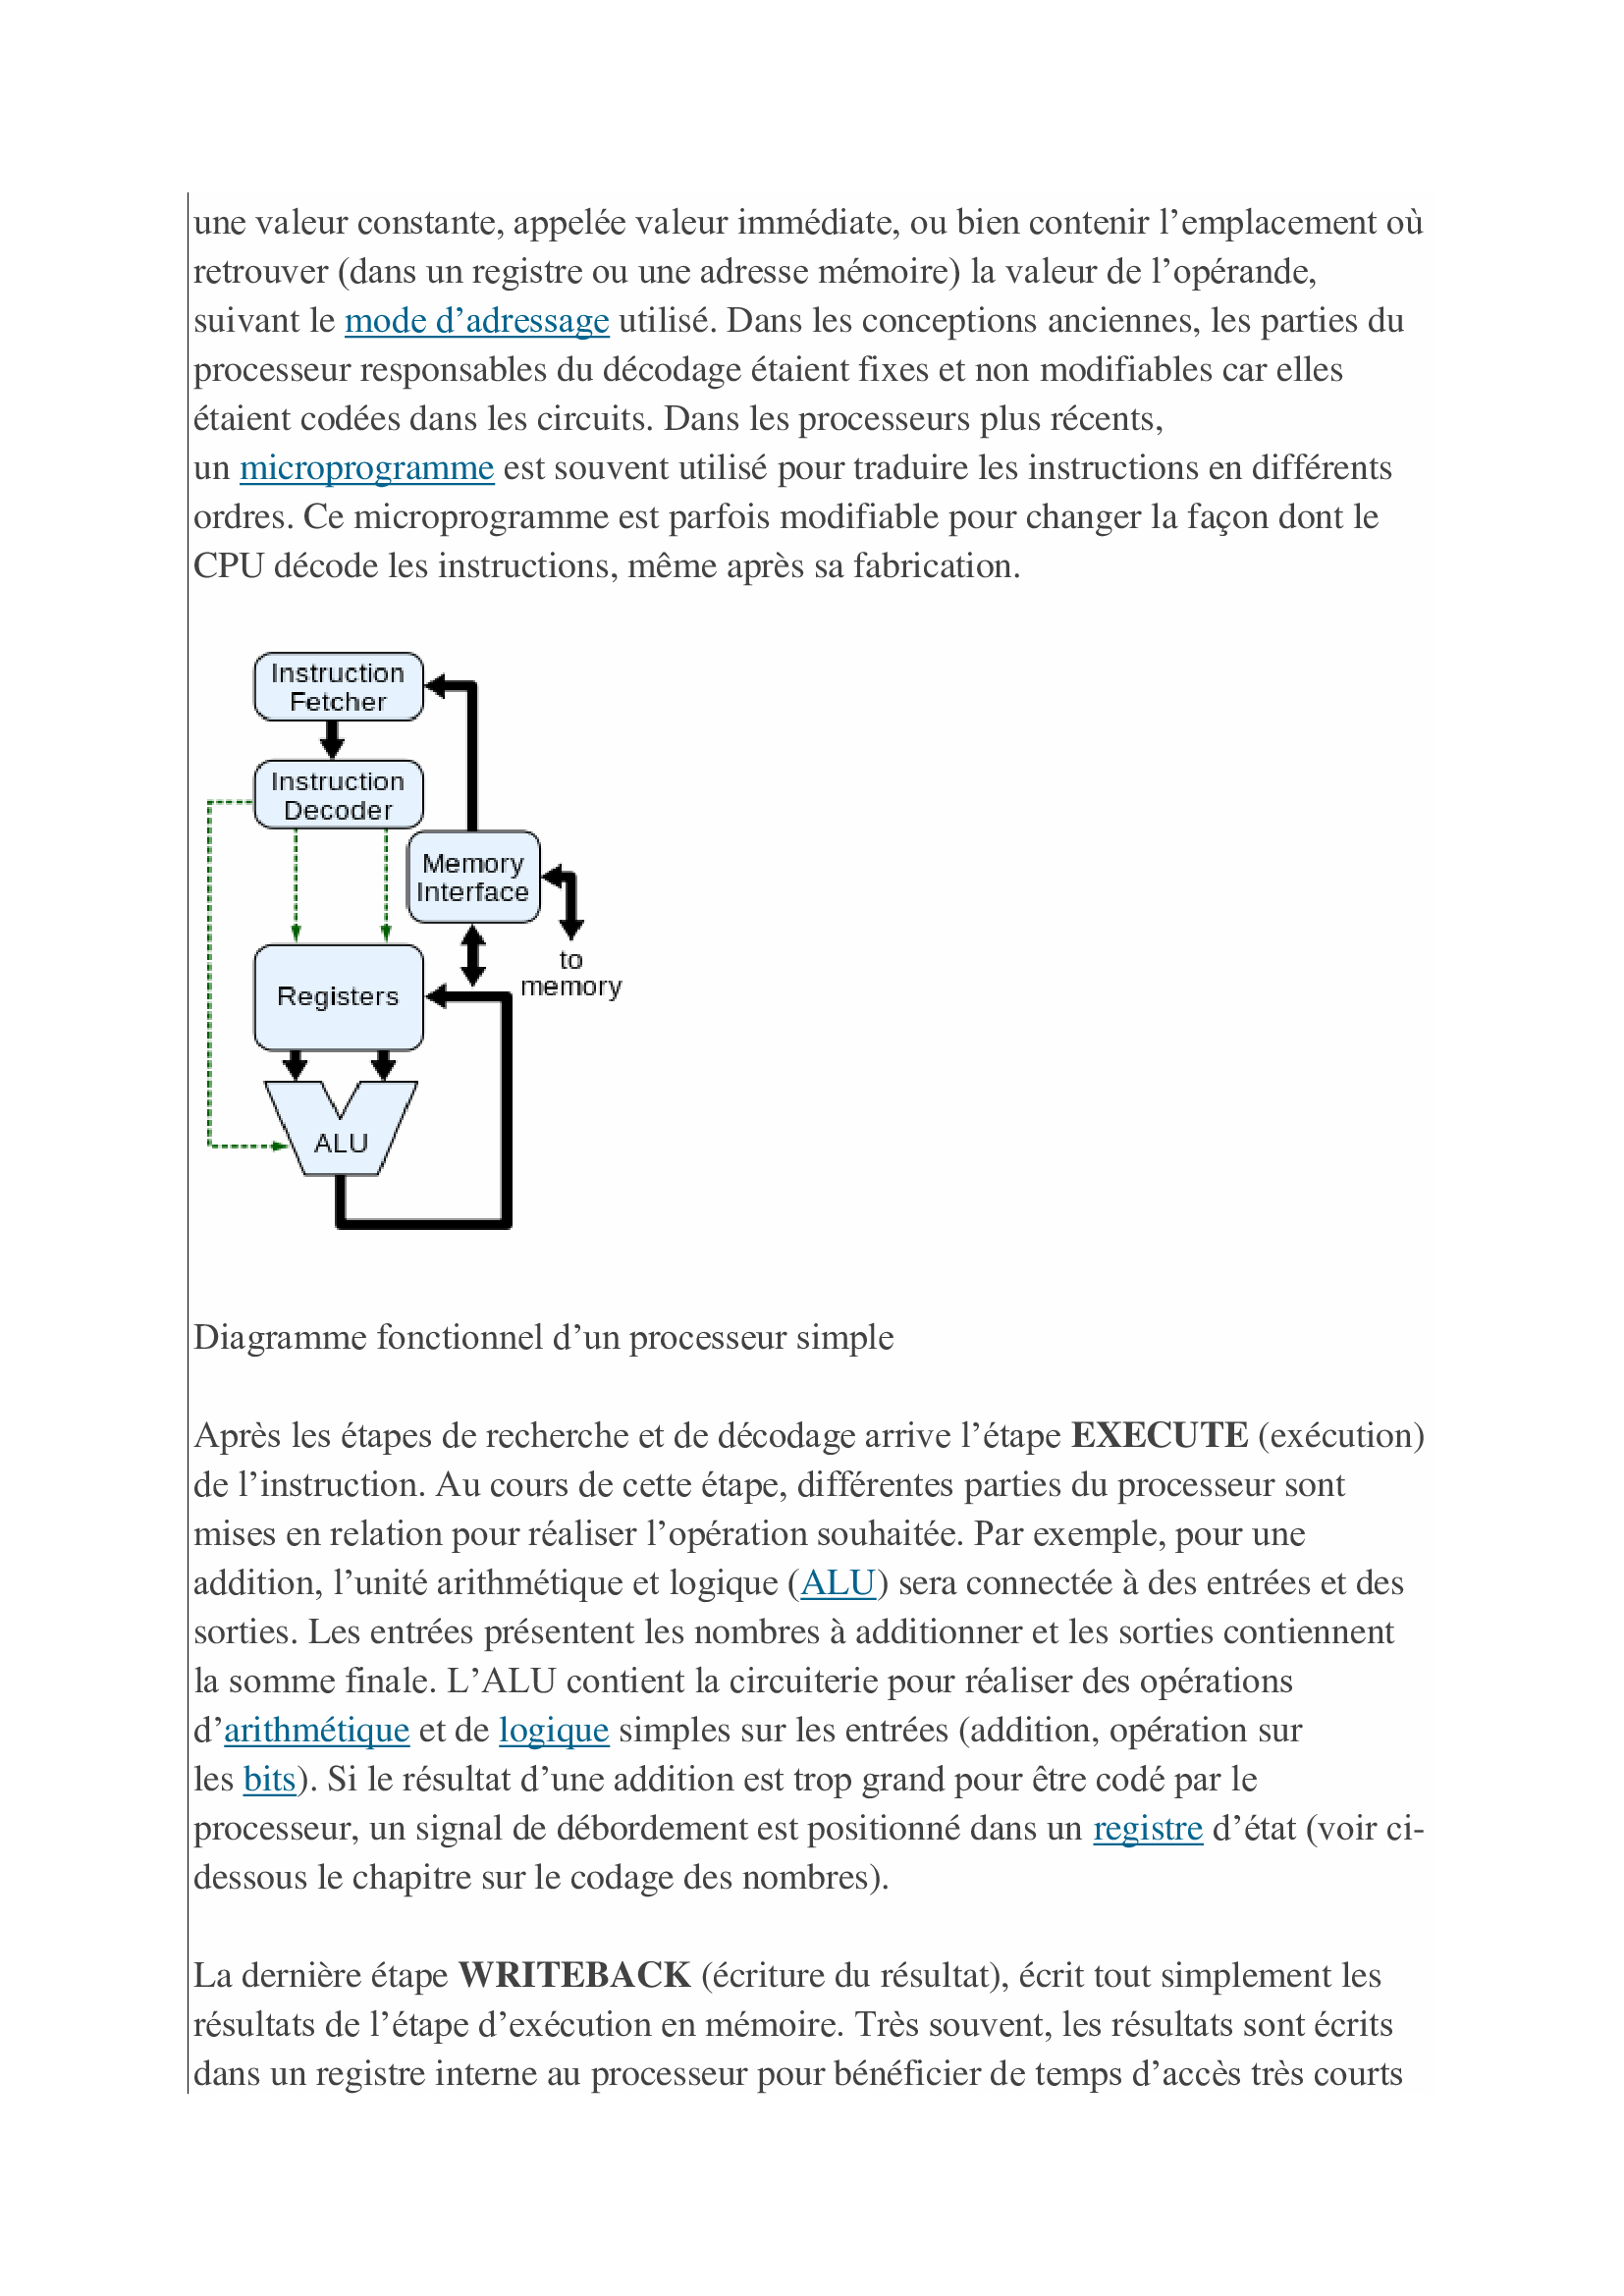 une valeur constante, appelée valeur immédiate, ou bien contenir l’emplacement où
retrouver (dans un registre ou une adresse mémoire) la valeur de l’opérande,
suivant le mode d’adressage utilisé. Dans les conceptions anciennes, les parties du
processeur responsables du décodage étaient fixes et non modifiables car elles
étaient codées dans les circuits. Dans les processeurs plus récents,
un microprogramme est souvent utilisé pour traduire les instructions en différents
ordres. Ce microprogramme est parfois modifiable pour changer la façon dont le
CPU décode les instructions, même après sa fabrication.
Instruction
Fetcher
Instruction
Decoder
Memory
Interface
to
memory
Registers
ALU
Diagramme fonctionnel d’un processeur simple
Après les étapes de recherche et de décodage arrive l’étape EXECUTE (exécution)
de l’instruction. Au cours de cette étape, différentes parties du processeur sont
mises en relation pour réaliser l’opération souhaitée. Par exemple, pour une
addition, l’unité arithmétique et logique (ALU) sera connectée à des entrées et des
sorties. Les entrées présentent les nombres à additionner et les sorties contiennent
la somme finale. L’ALU contient la circuiterie pour réaliser des opérations
d’arithmétique et de logique simples sur les entrées (addition, opération sur
les bits). Si le résultat d’une addition est trop grand pour être codé par le
processeur, un signal de débordement est positionné dans un registre d’état (voir ci-
dessous le chapitre sur le codage des nombres).
La dernière étape WRITEBACK (écriture du résultat), écrit tout simplement les
résultats de l’étape d’exécution en mémoire. Très souvent, les résultats sont écrits
dans un registre interne au processeur pour bénéficier de temps d’accès très courts